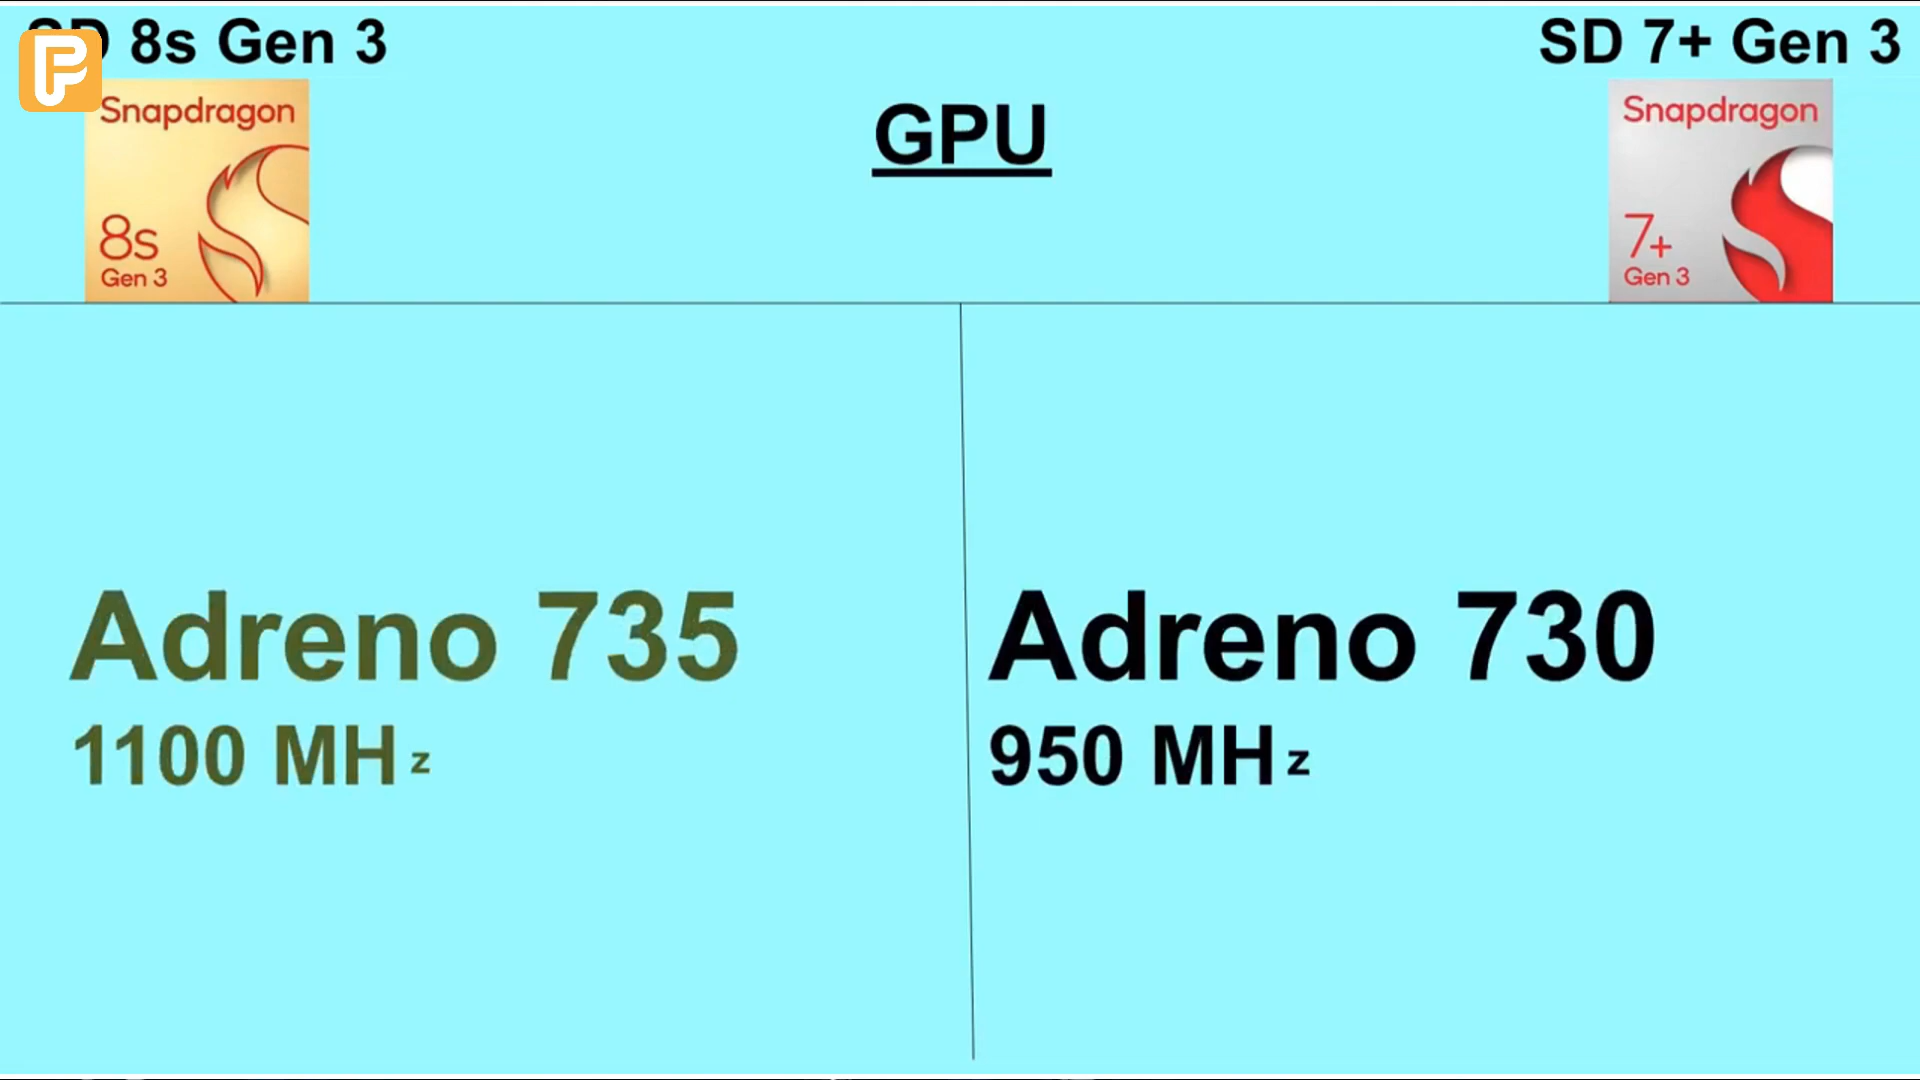 SD 8s Gen 3
SD 7+ Gen 3
Snapdragon
8s
Gen 3
GPU
Snapdragon
7+
Gen 3
Adreno 735
1100 MHz
Adreno 730
950 MHz